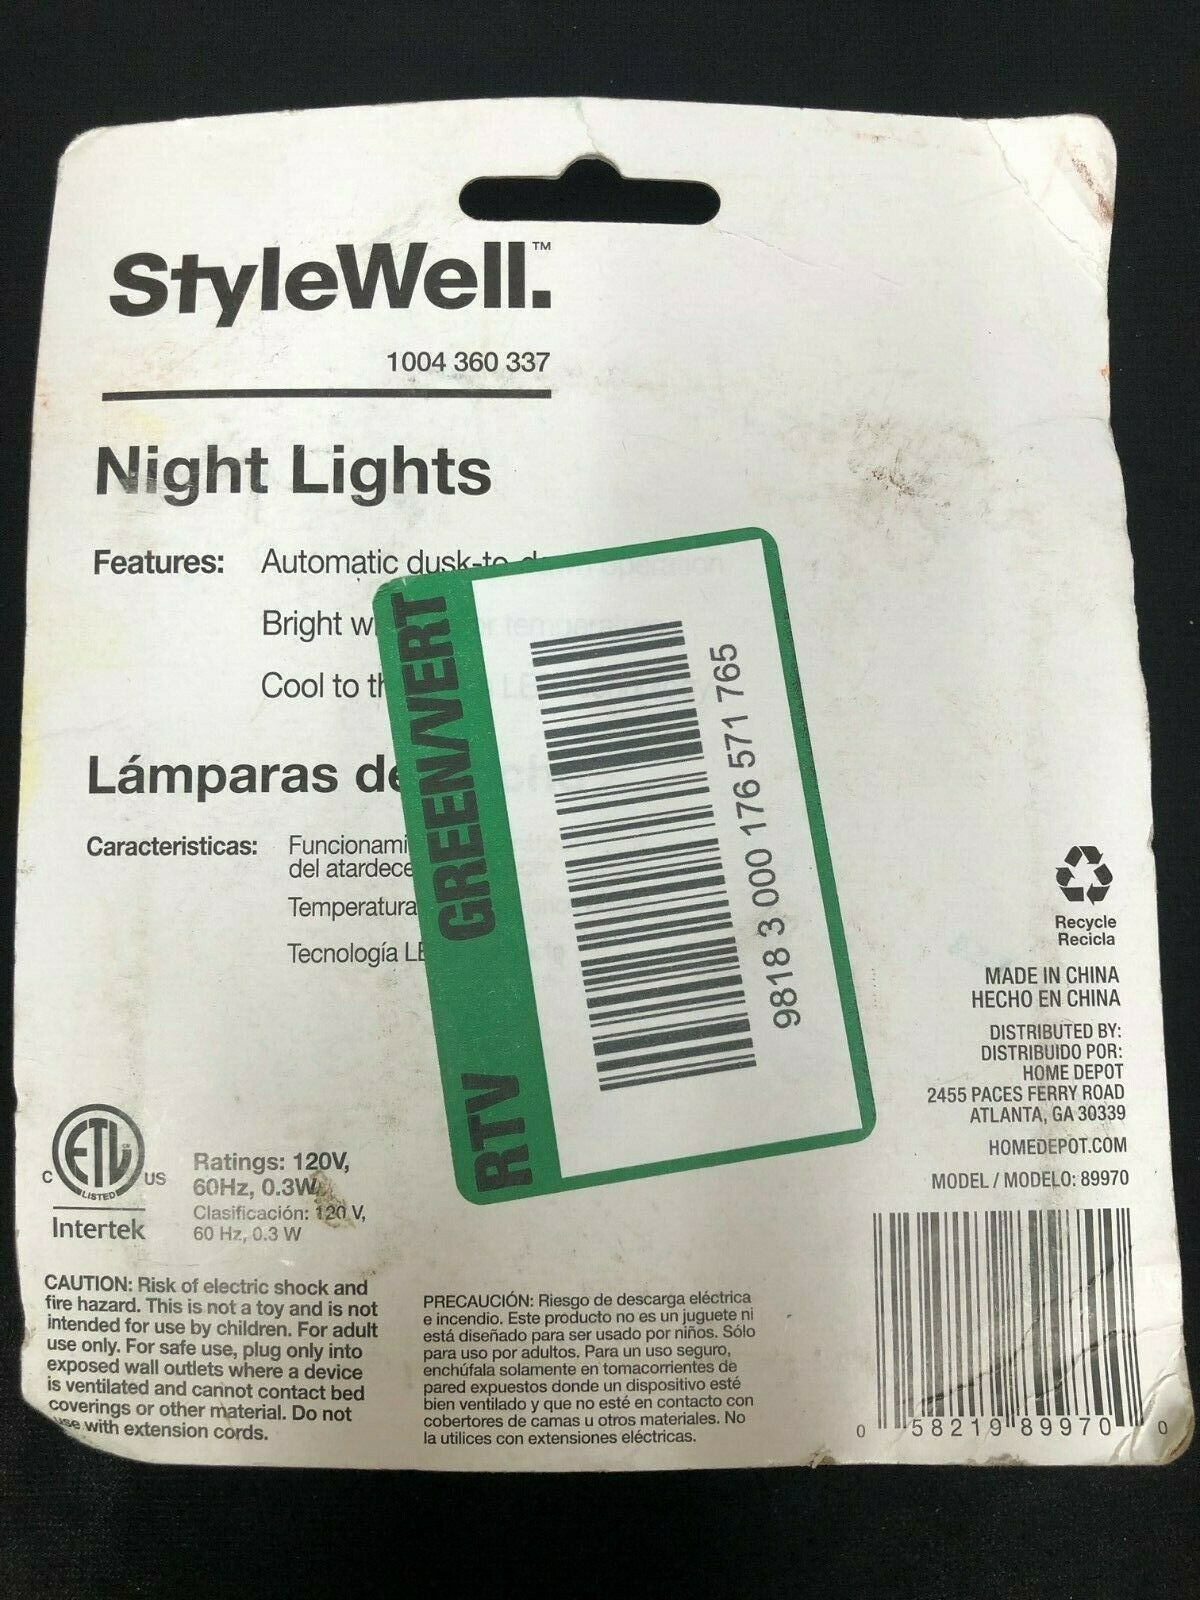 StyleWell.™
1004 360 337
Night Lights
Features: Automatic dusk-to-d operation
Bright w temperature
Cool to th LE
Lámparas de
Caracteristicas: Funcionami
del atardece
Temperatura
Tecnología LE
RTV GREEN/VERT
9818 3 000 176 571 765
Recycle
Recicla
MADE IN CHINA
HECHO EN CHINA
DISTRIBUTED BY:
DISTRIBUIDO POR:
HOME DEPOT
2455 PACES FERRY ROAD
ATLANTA, GA 30339
HOMEDEPOT.COM
MODEL / MODELO: 89970
0 58219 89970 0
C ETL US
LISTED
Intertek
Ratings: 120V,
60Hz, 0.3W
Clasificación: 120 V,
60 Hz, 0.3 W
CAUTION: Risk of electric shock and
fire hazard. This is not a toy and is not
intended for use by children. For adult
use only. For safe use, plug only into
exposed wall outlets where a device
is ventilated and cannot contact bed
coverings or other material. Do not
use with extension cords.
PRECAUCIÓN: Riesgo de descarga eléctrica
e incendio. Este producto no es un juguete ni
está diseñado para ser usado por niños. Sólo
para uso por adultos. Para un uso seguro,
enchúfala solamente en tomacorrientes de
pared expuestos donde un dispositivo esté
bien ventilado y que no esté en contacto con
cobertores de camas u otros materiales. No
la utilices con extensiones eléctricas.